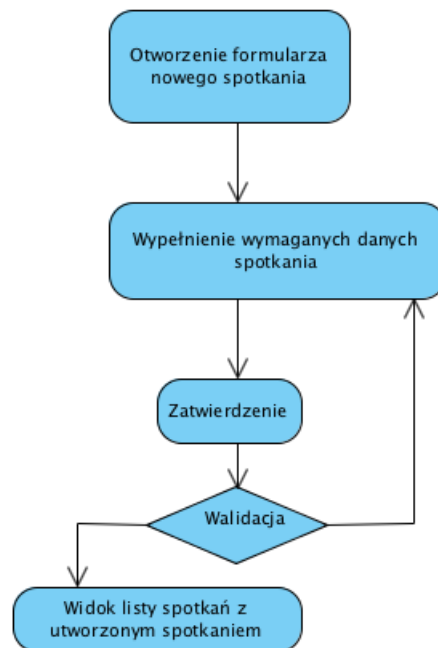 Otworzenie formularza
nowego spotkania
Wypełnienie wymaganych danych
spotkania
Zatwierdzenie
Walidacja
Widok listy spotkań z
utworzonym spotkaniem